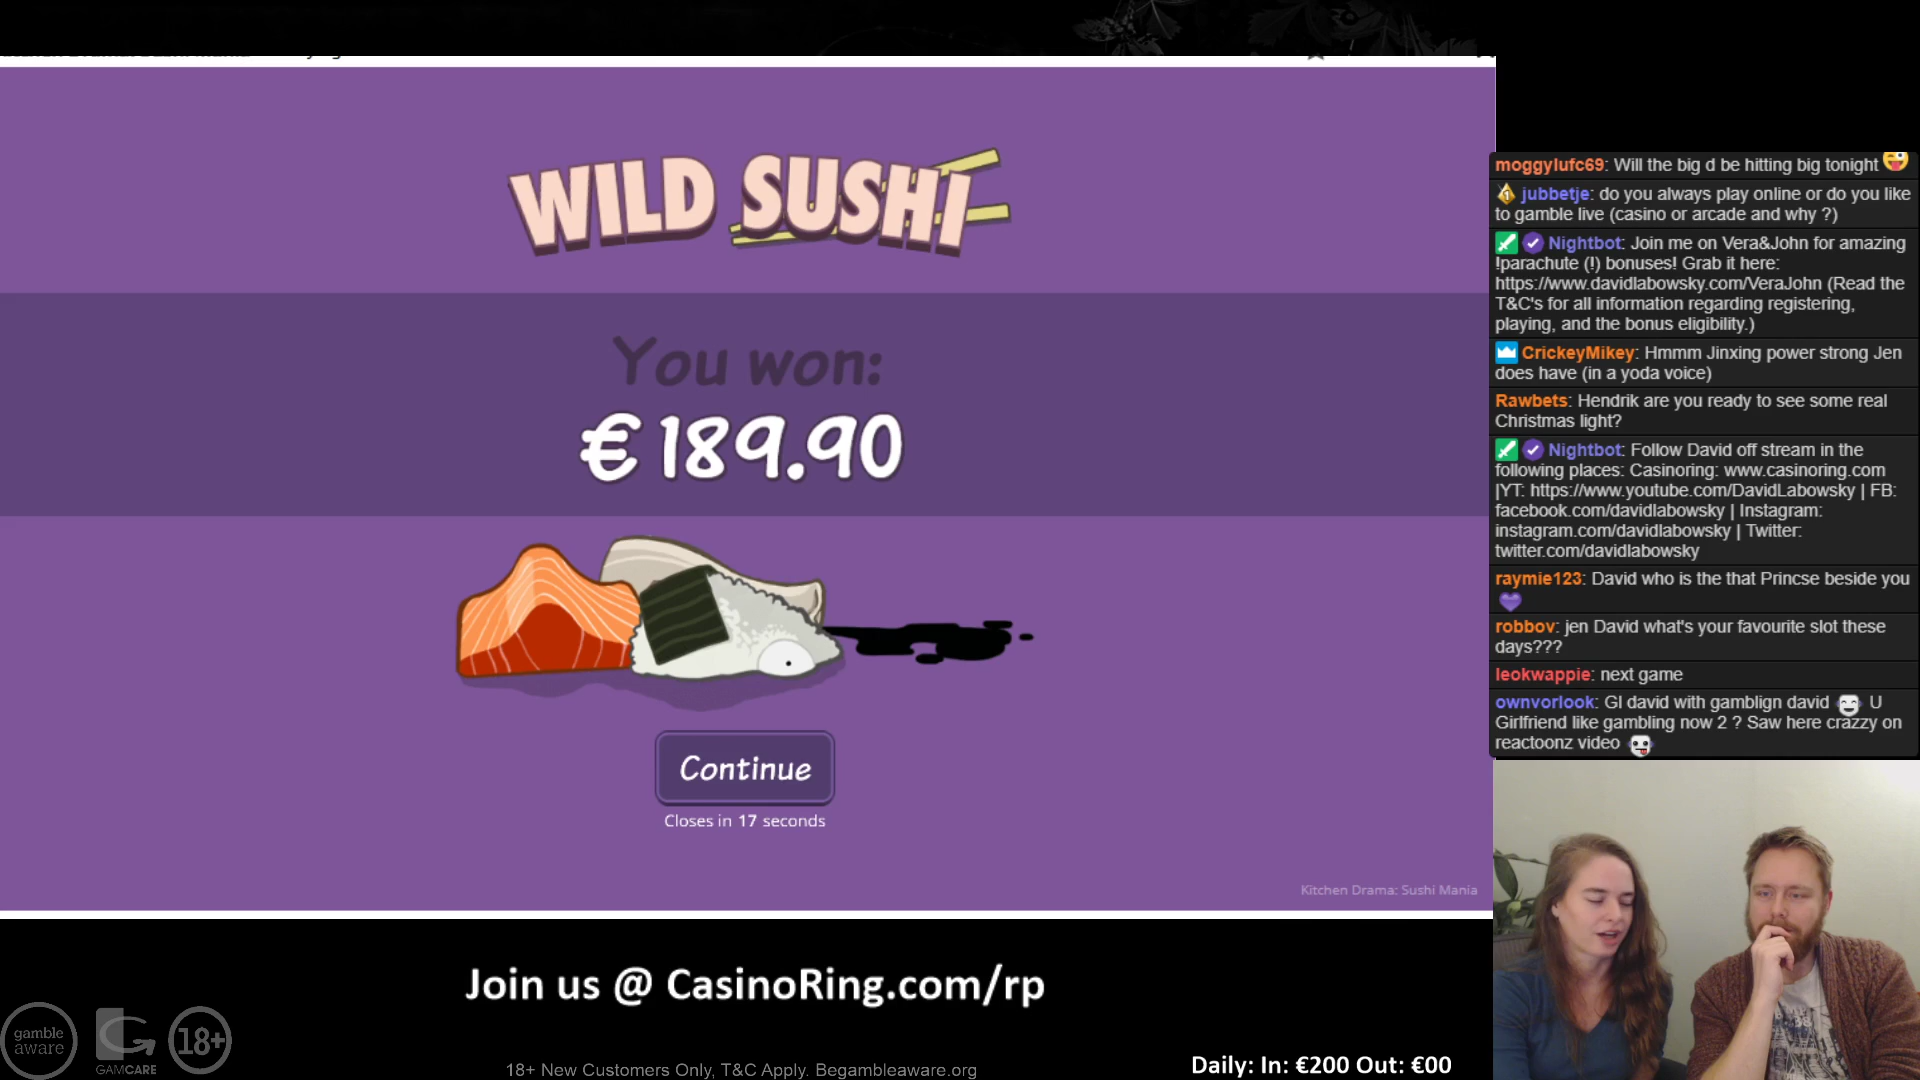 WILD SUSHI
You won:
€189.90
Continue
Closes in 17 seconds
Kitchen Drama: Sushi Mania
moggylufc69: Will the big d be hitting big tonight
jubbetje: do you always play online or do you like
to gamble live (casino or arcade and why ?)
Nightbot: Join me on Vera&John for amazing
!parachute (!) bonuses! Grab it here:
https://www.davidlabowsky.com/VeraJohn (Read the
T&C's for all information regarding registering,
playing, and the bonus eligibility.)
CrickeyMikey: Hmmm Jinxing power strong Jen
does have (in a yoda voice)
Rawbets: Hendrik are you ready to see some real
Christmas light?
Nightbot: Follow David off stream in the
following places: Casinoring: www.casinoring.com
|YT: https://www.youtube.com/DavidLabowsky | FB:
facebook.com/davidlabowsky | Instagram:
instagram.com/davidlabowsky | Twitter:
twitter.com/davidlabowsky
raymie123: David who is the that Princse beside you
robbov: jen David what's your favourite slot these
days???
leokwappie: next game
ownvorlook: Gl david with gamblign david U
Girlfriend like gambling now 2 ? Saw here crazzy on
reactoonz video
Join us @ CasinoRing.com/rp
gamble
aware
GAMCARE
18+
18+ New Customers Only, T&C Apply. Begambleaware.org
Daily: In: €200 Out: €00